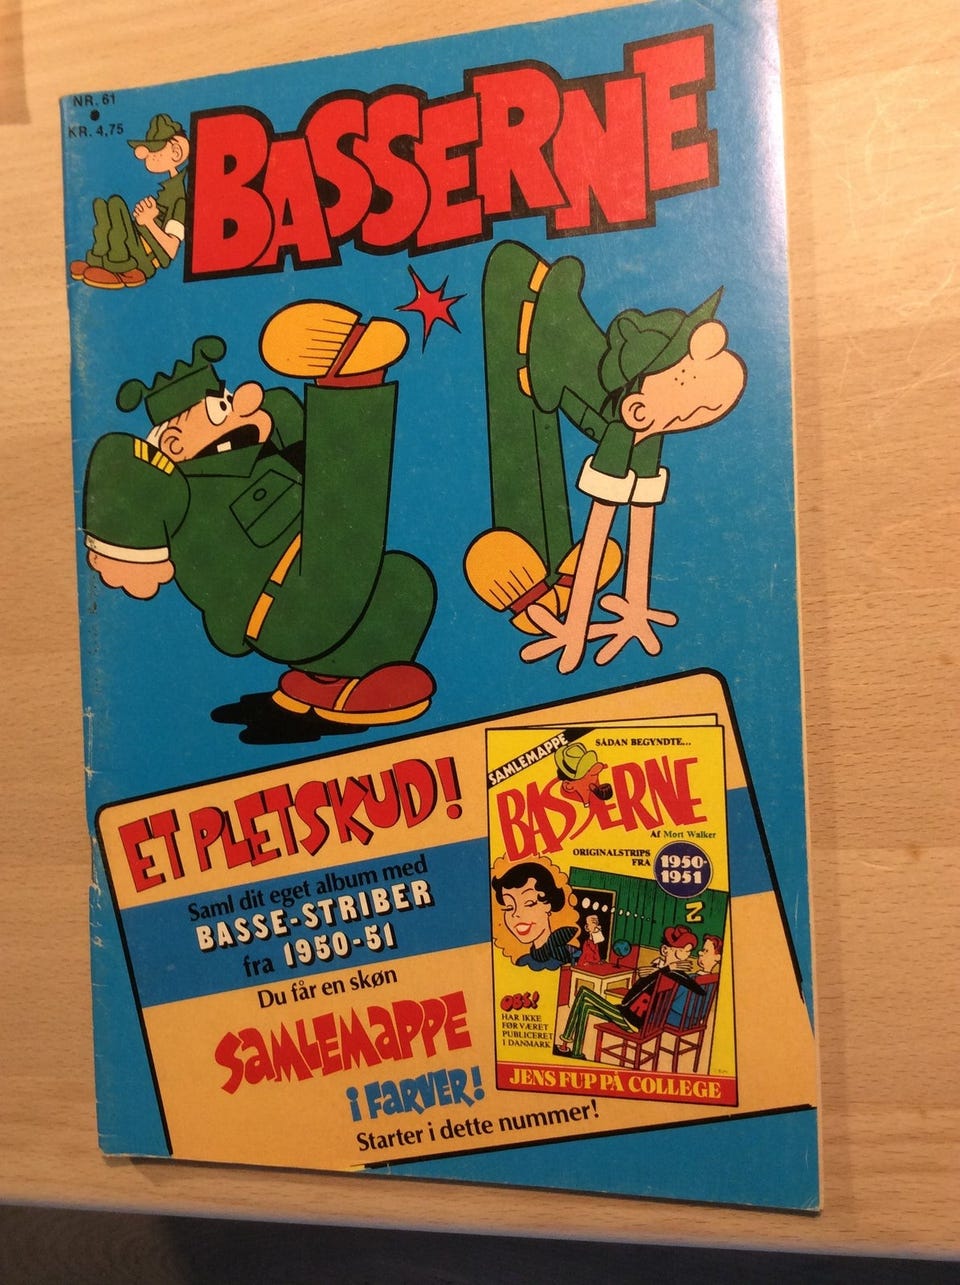 NR. 61
KR. 4,75
BASSERNE
ET PLETSKUD!
Saml dit eget album med
BASSE-STRIBER
fra 1950-51
Du får en skøn
SAMLEMAPPE
i FARVER!
Starter i dette nummer!
SAMLEMAPPE
SÅDAN BEGYNDTE...
BASSERNE
Af Mort Walker
ORIGINALSTRIPS
FRA
1950-
1951
Z
OBS!
HAR IKKE
FØR VÆRET
PUBLICERET
I DANMARK
R
JENS FUP PÅ COLLEGE